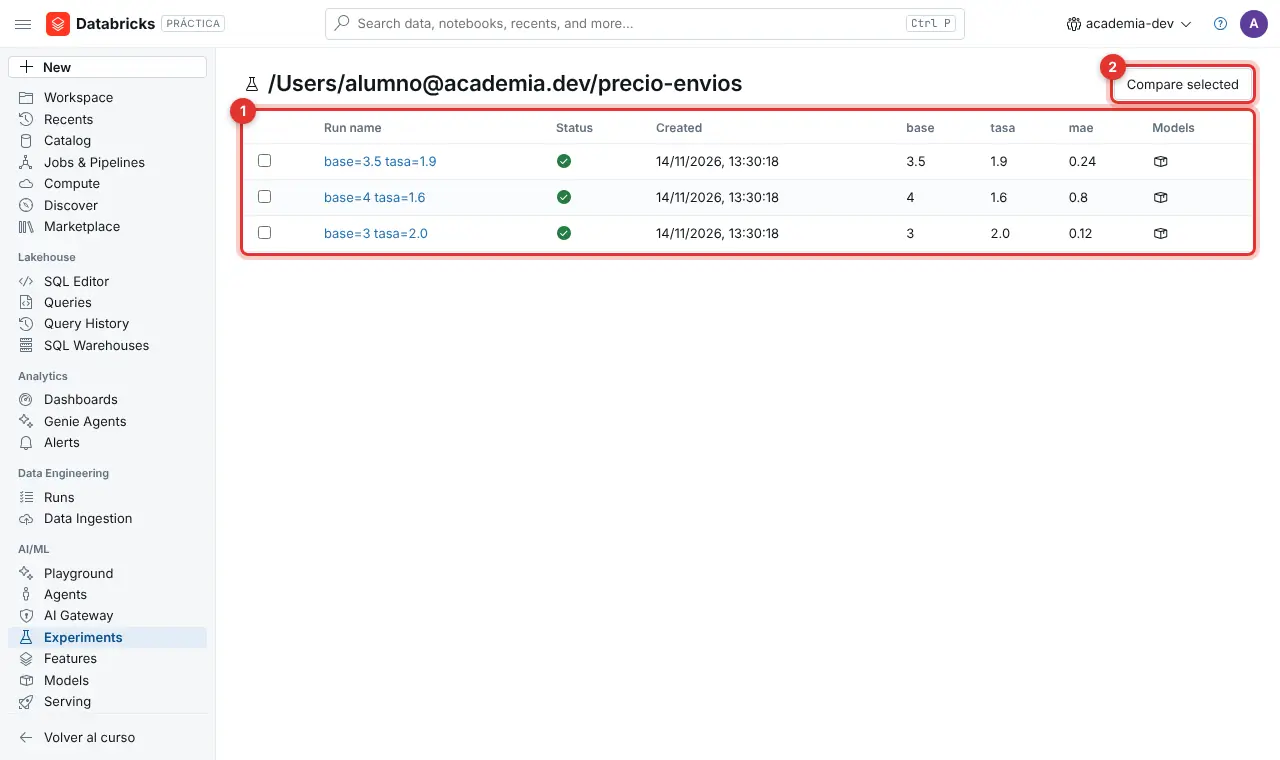 Databricks PRÁCTICA
Search data, notebooks, recents, and more... Ctrl P
academia-dev
A
New
Workspace
Recents
Catalog
Jobs & Pipelines
Compute
Discover
Marketplace
Lakehouse
SQL Editor
Queries
Query History
SQL Warehouses
Analytics
Dashboards
Genie Agents
Alerts
Data Engineering
Runs
Data Ingestion
AI/ML
Playground
Agents
AI Gateway
Experiments
Features
Models
Serving
Volver al curso
/Users/alumno@academia.dev/precio-envios
2
Compare selected
1
Run name Status Created base tasa mae Models
base=3.5 tasa=1.9 14/11/2026, 13:30:18 3.5 1.9 0.24
base=4 tasa=1.6 14/11/2026, 13:30:18 4 1.6 0.8
base=3 tasa=2.0 14/11/2026, 13:30:18 3 2.0 0.12